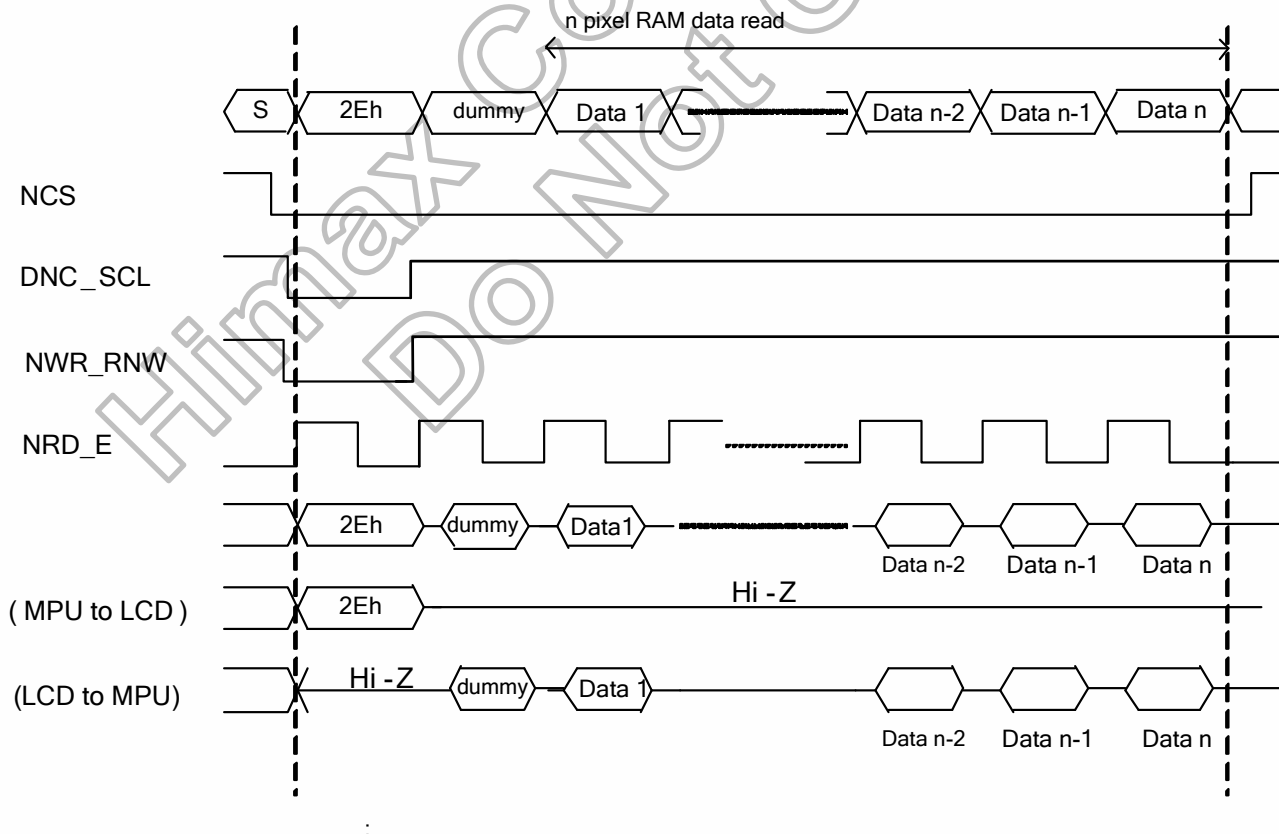 n pixel RAM data read
S 2Eh dummy Data 1 Data n-2 Data n-1 Data n
NCS
DNC_SCL
NWR_RNW
NRD_E
2Eh dummy Data1
Data n-2 Data n-1 Data n
( MPU to LCD ) 2Eh Hi -Z
(LCD to MPU) Hi -Z dummy Data 1
Data n-2 Data n-1 Data n
Himax Co
Do Not